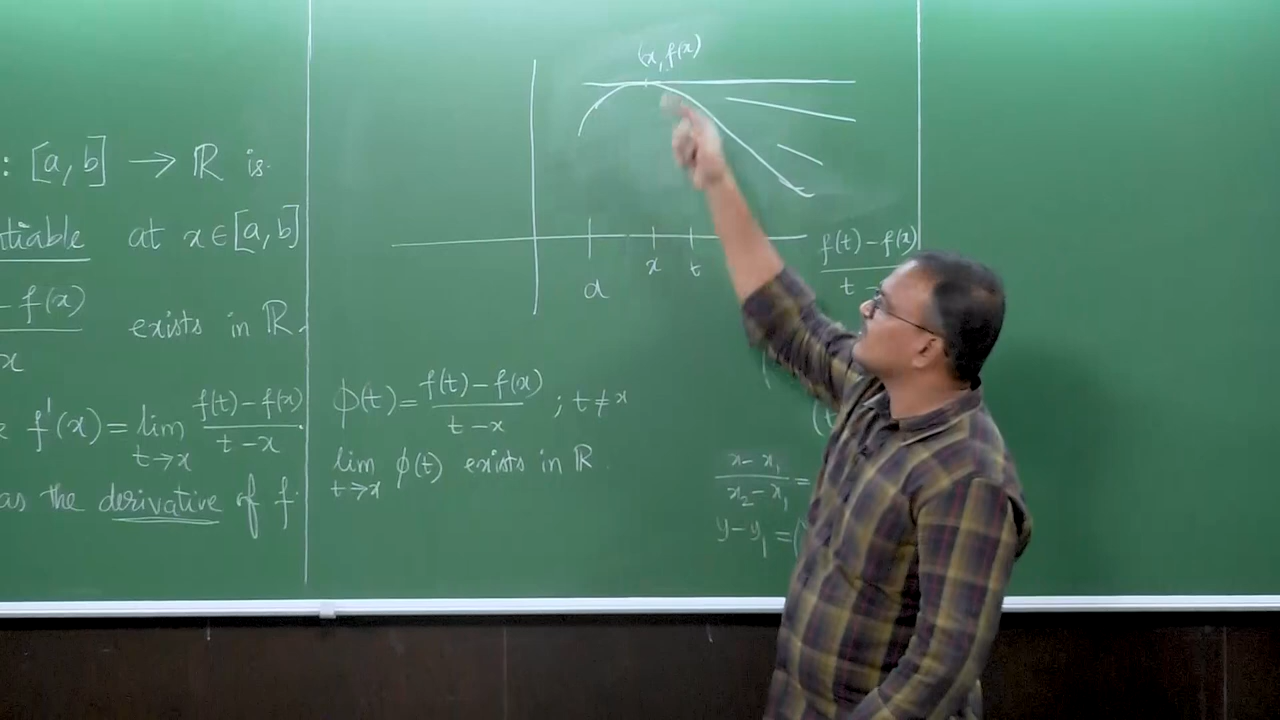 : [a, b] → ℝ is
tiable at x ∈ [a, b]
- f(x)
x
exists in ℝ.
f'(x) = lim t→x f(t) - f(x) / t - x.
as the derivative of f.
(x, f(x))
a x t
f(t) - f(x)
t -
ϕ(t) = f(t) - f(x) / t - x ; t ≠ x
lim t→x ϕ(t) exists in ℝ.
x - x₁ / x₂ - x₁ =
y - y₁ = (